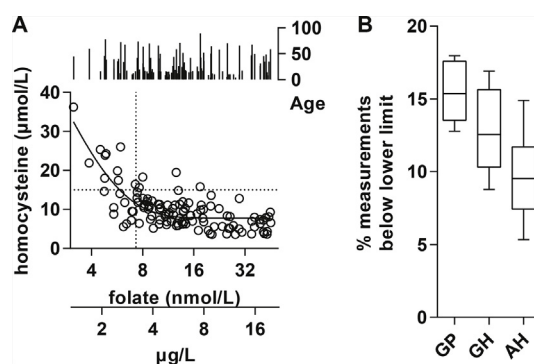 A
100
50
0
Age
homocysteine (µmol/L)
40
30
20
10
0
4 8 16 32
folate (nmol/L)
2 4 8 16
µg/L
B
% measurements
below lower limit
20
15
10
5
0
GP GH AH